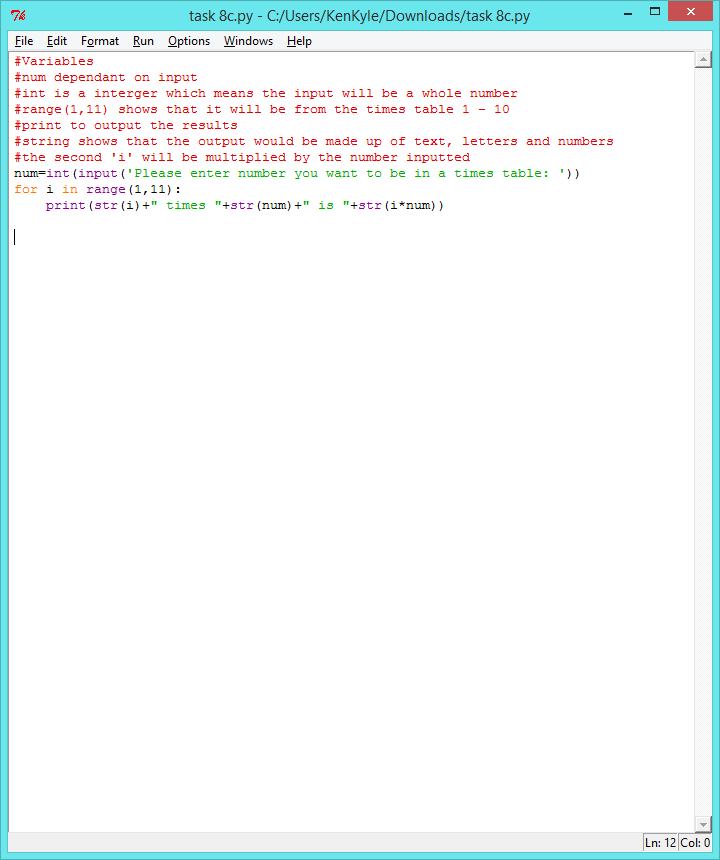 task 8c.py - C:/Users/KenKyle/Downloads/task 8c.py
File Edit Format Run Options Windows Help
#Variables
#num dependant on input
#int is a interger which means the input will be a whole number
#range(1,11) shows that it will be from the times table 1 - 10
#print to output the results
#string shows that the output would be made up of text, letters and numbers
#the second 'i' will be multiplied by the number inputted
num=int(input('Please enter number you want to be in a times table: '))
for i in range(1,11):
    print(str(i)+" times "+str(num)+" is "+str(i*num))
Ln: 12 Col: 0